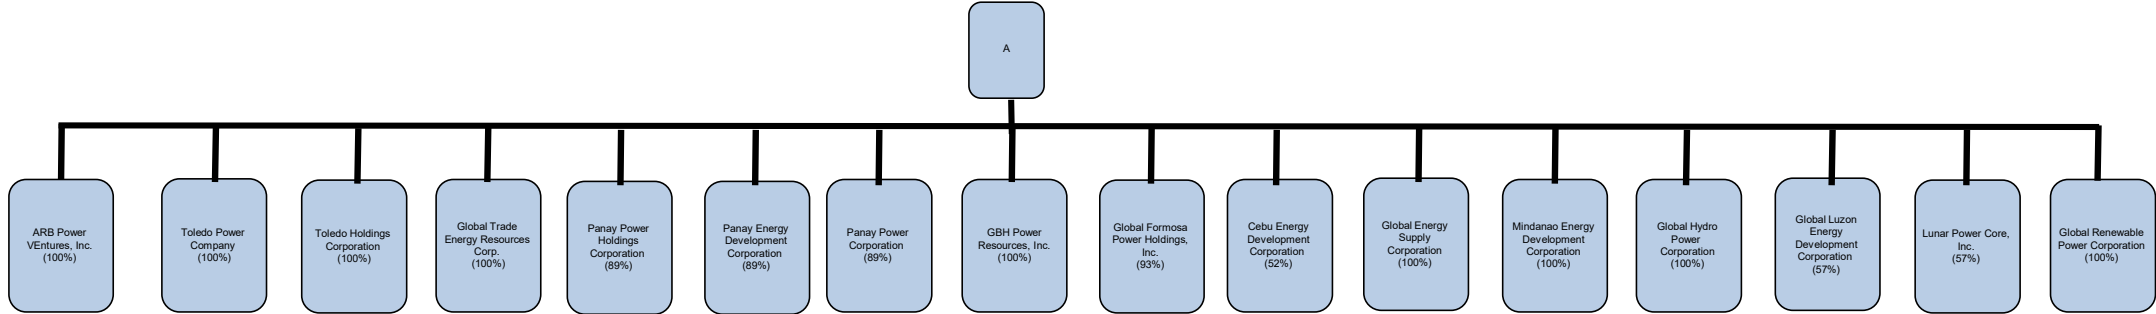 A
ARB Power
VEntures, Inc.
(100%)
Toledo Power
Company
(100%)
Toledo Holdings
Corporation
(100%)
Global Trade
Energy Resources
Corp.
(100%)
Panay Power
Holdings
Corporation
(89%)
Panay Energy
Development
Corporation
(89%)
Panay Power
Corporation
(89%)
GBH Power
Resources, Inc.
(100%)
Global Formosa
Power Holdings,
Inc.
(93%)
Cebu Energy
Development
Corporation
(52%)
Global Energy
Supply
Corporation
(100%)
Mindanao Energy
Development
Corporation
(100%)
Global Hydro
Power
Corporation
(100%)
Global Luzon
Energy
Development
Corporation
(57%)
Lunar Power Core,
Inc.
(57%)
Global Renewable
Power Corporation
(100%)